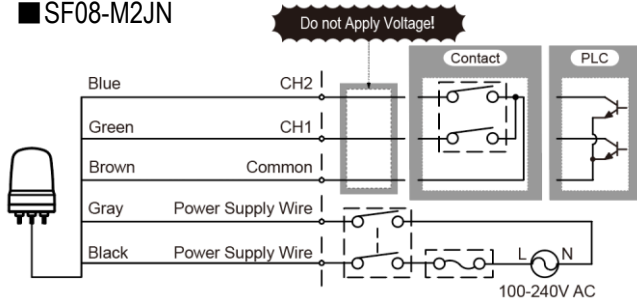 ■SF08-M2JN
Do not Apply Voltage!
Contact
PLC
Blue CH2
Green CH1
Brown Common
Gray Power Supply Wire
Black Power Supply Wire
L N
100-240V AC